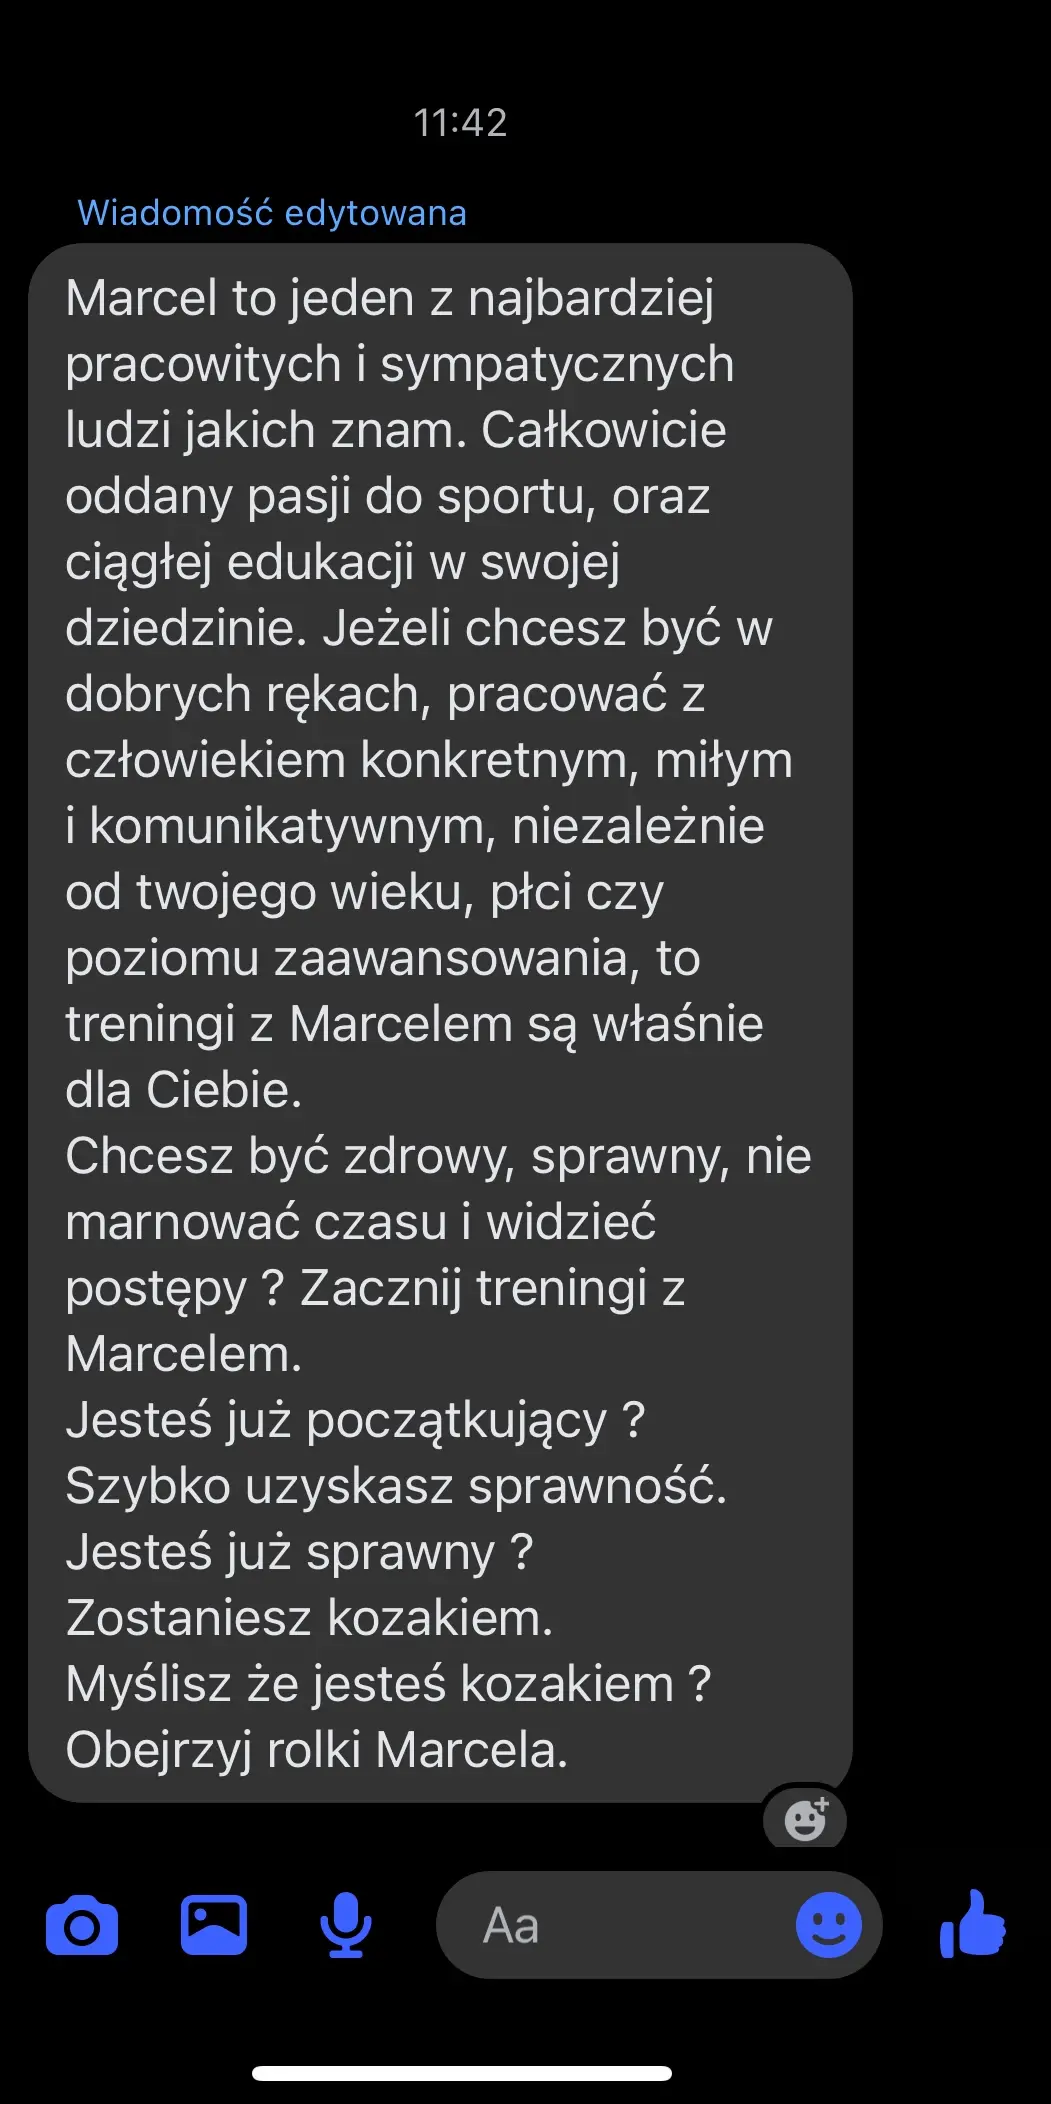 11:42
Wiadomość edytowana
Marcel to jeden z najbardziej
pracowitych i sympatycznych
ludzi jakich znam. Całkowicie
oddany pasji do sportu, oraz
ciągłej edukacji w swojej
dziedzinie. Jeżeli chcesz być w
dobrych rękach, pracować z
człowiekiem konkretnym, miłym
i komunikatywnym, niezależnie
od twojego wieku, płci czy
poziomu zaawansowania, to
treningi z Marcelem są właśnie
dla Ciebie.
Chcesz być zdrowy, sprawny, nie
marnować czasu i widzieć
postępy ? Zacznij treningi z
Marcelem.
Jesteś już początkujący ?
Szybko uzyskasz sprawność.
Jesteś już sprawny ?
Zostaniesz kozakiem.
Myślisz że jesteś kozakiem ?
Obejrzyj rolki Marcela.
Aa